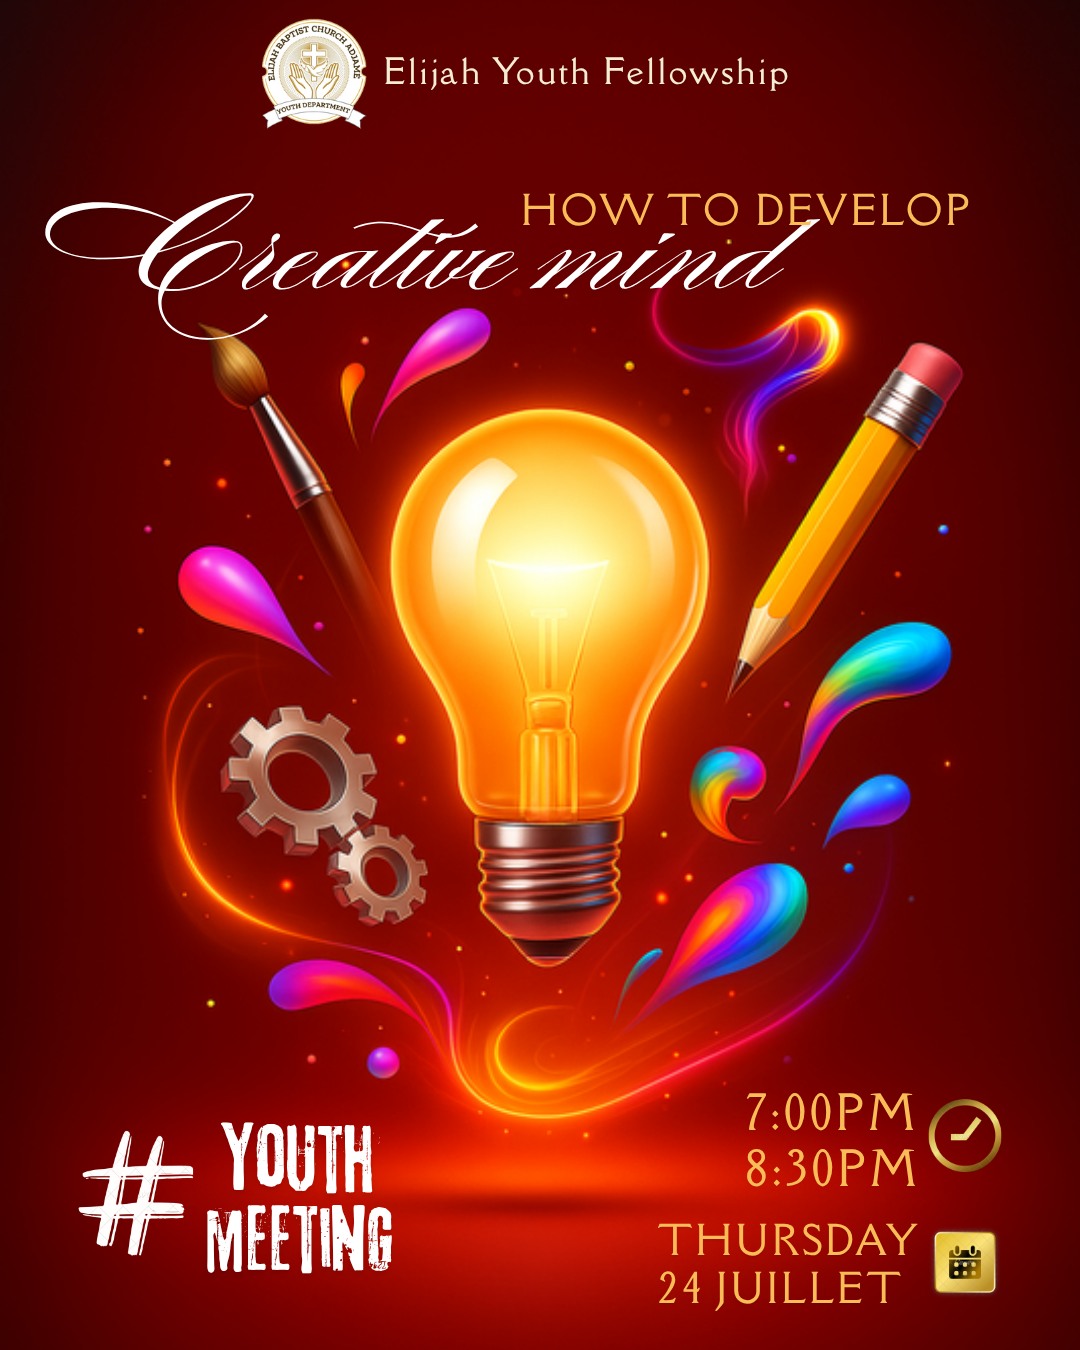 ELIJAH BAPTIST CHURCH ADJAME
YOUTH DEPARTMENT
Elijah Youth Fellowship
HOW TO DEVELOP
Creative mind
# YOUTH
MEETING
7:00PM
8:30PM
THURSDAY
24 JUILLET